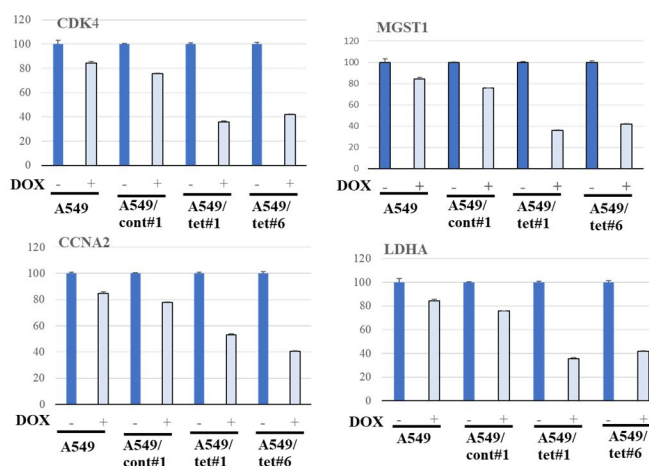 CDK4
120
100
80
60
40
20
0
DOX - + - + - + - +
A549 A549/ A549/ A549/
cont#1 tet#1 tet#6
MGST1
120
100
80
60
40
20
0
DOX - + - + - + - +
A549 A549/ A549/ A549/
cont#1 tet#1 tet#6
CCNA2
120
100
80
60
40
20
0
DOX - + - + - + - +
A549 A549/ A549/ A549/
cont#1 tet#1 tet#6
LDHA
120
100
80
60
40
20
0
DOX - + - + - + - +
A549 A549/ A549/ A549/
cont#1 tet#1 tet#6